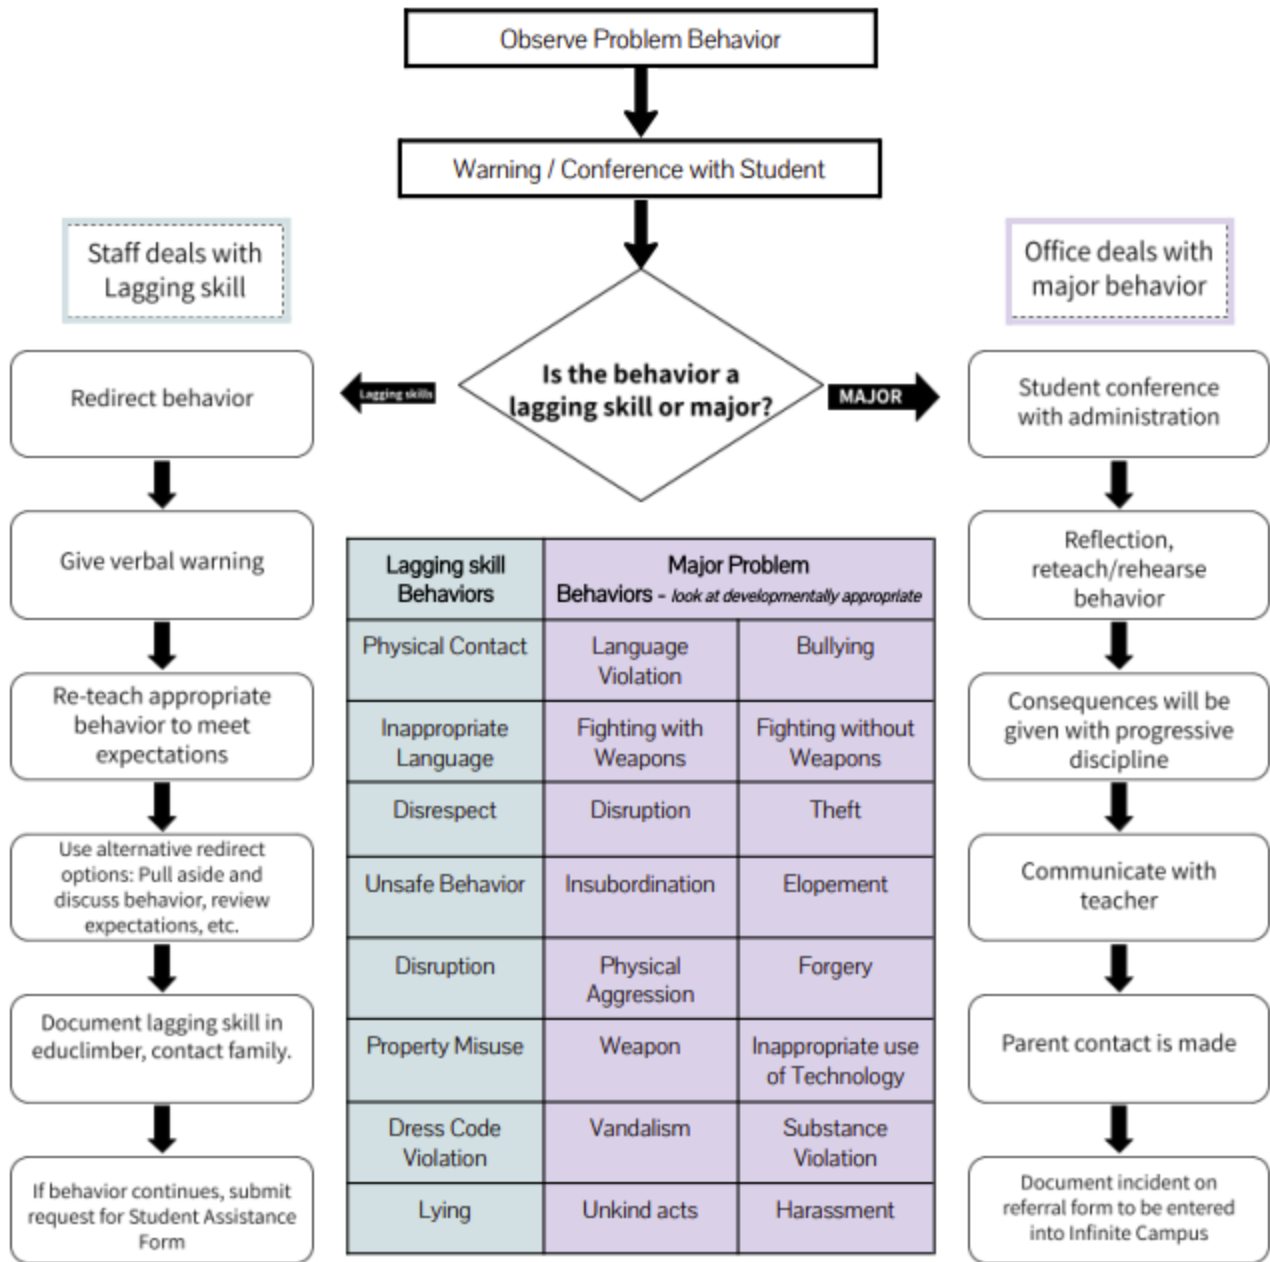 Observe Problem Behavior
Warning / Conference with Student
Staff deals with
Lagging skill
Office deals with
major behavior
Is the behavior a
lagging skill or major?
Lagging skills
MAJOR
Redirect behavior
Give verbal warning
Re-teach appropriate
behavior to meet
expectations
Use alternative redirect
options: Pull aside and
discuss behavior, review
expectations, etc.
Document lagging skill in
educlimber, contact family.
If behavior continues, submit
request for Student Assistance
Form
Lagging skill
Behaviors
Major Problem
Behaviors - look at developmentally appropriate
Physical Contact
Language
Violation
Bullying
Inappropriate
Language
Fighting with
Weapons
Fighting without
Weapons
Disrespect
Disruption
Theft
Unsafe Behavior
Insubordination
Elopement
Disruption
Physical
Aggression
Forgery
Property Misuse
Weapon
Inappropriate use
of Technology
Dress Code
Violation
Vandalism
Substance
Violation
Lying
Unkind acts
Harassment
Student conference
with administration
Reflection,
reteach/rehearse
behavior
Consequences will be
given with progressive
discipline
Communicate with
teacher
Parent contact is made
Document incident on
referral form to be entered
into Infinite Campus